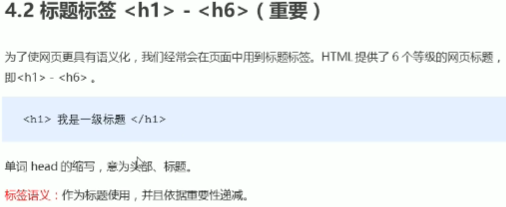 4.2 标题标签 <h1> - <h6>（重要）
为了使网页更具有语义化，我们经常会在页面中用到标题标签。HTML 提供了 6 个等级的网页标题，
即<h1> - <h6> 。
<h1> 我是一级标题 </h1>
单词 head 的缩写，意为头部、标题。
标签语义：作为标题使用，并且依据重要性递减。